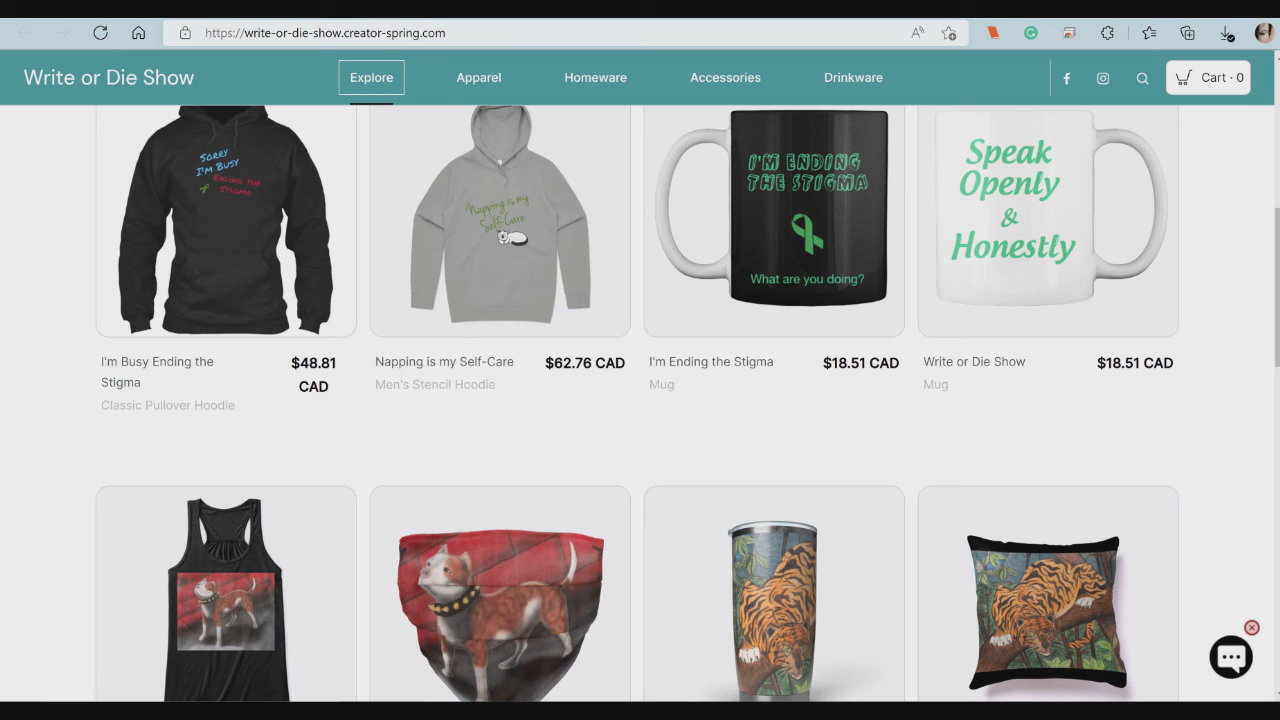 https://write-or-die-show.creator-spring.com
Write or Die Show
Explore
Apparel
Homeware
Accessories
Drinkware
Cart · 0
SORRY
I'M BUSY
ENDING THE
STIGMA
Napping is my
Self-Care
I'M ENDING
THE STIGMA
What are you doing?
Speak
Openly
&
Honestly
I'm Busy Ending the
Stigma
$48.81
CAD
Classic Pullover Hoodie
Napping is my Self-Care
$62.76 CAD
Men's Stencil Hoodie
I'm Ending the Stigma
$18.51 CAD
Mug
Write or Die Show
$18.51 CAD
Mug